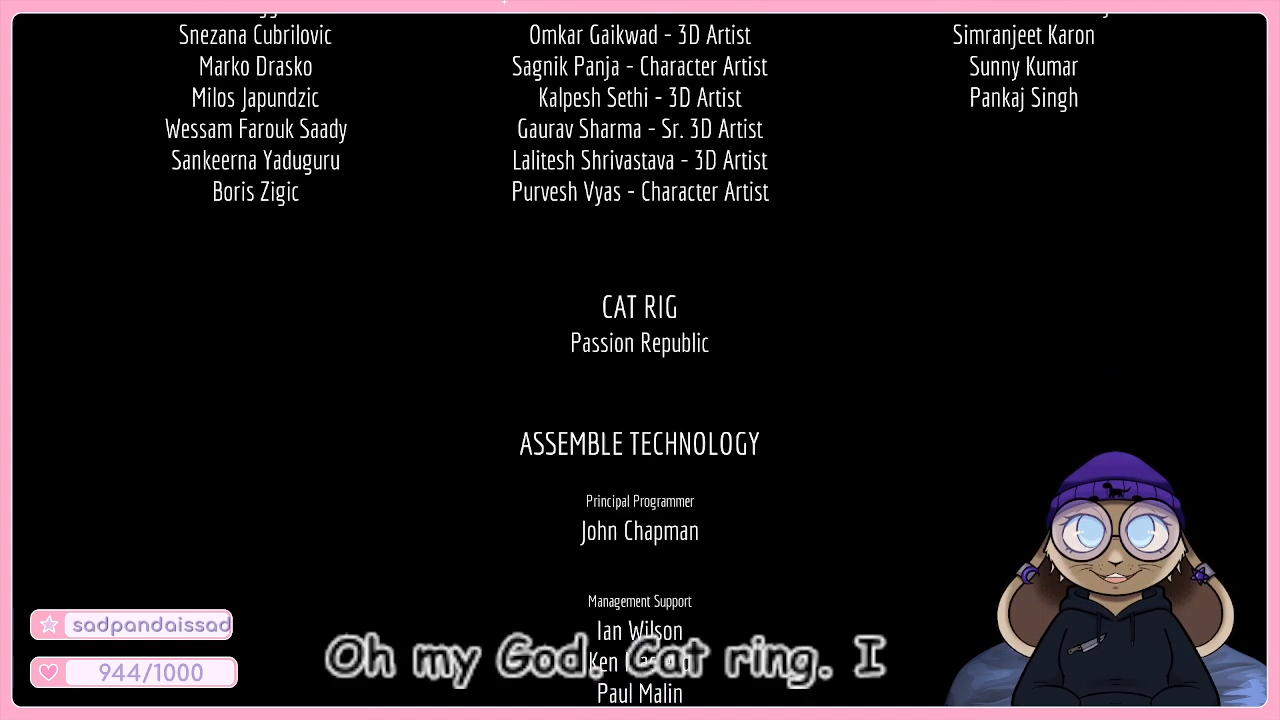 Snezana Cubrilovic
Marko Drasko
Milos Japundzic
Wessam Farouk Saady
Sankeerna Yaduguru
Boris Zigic
Omkar Gaikwad - 3D Artist
Sagnik Panja - Character Artist
Kalpesh Sethi - 3D Artist
Gaurav Sharma - Sr. 3D Artist
Lalitesh Shrivastava - 3D Artist
Purvesh Vyas - Character Artist
Simranjeet Karon
Sunny Kumar
Pankaj Singh
CAT RIG
Passion Republic
ASSEMBLE TECHNOLOGY
Principal Programmer
John Chapman
Management Support
Ian Wilson
Ken
Paul Malin
Oh my God. Cat ring. I
sadpandaissad
944/1000